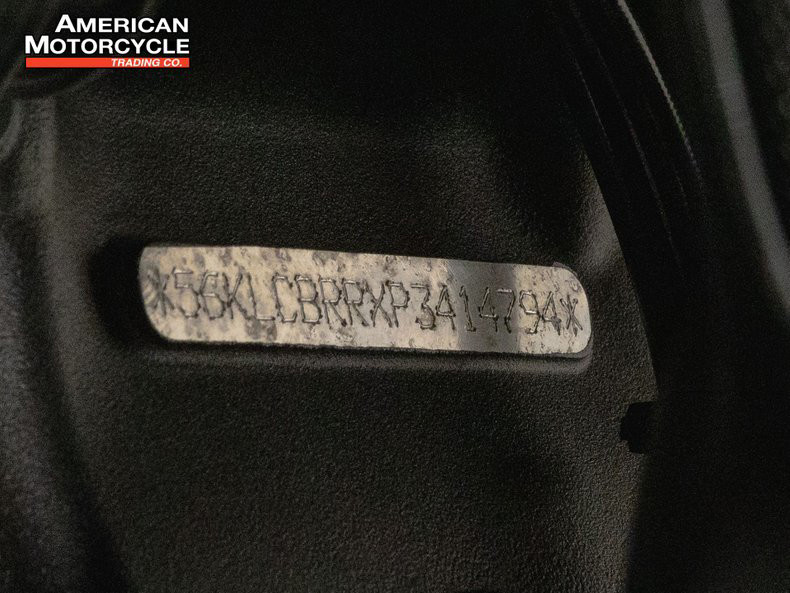 AMERICAN
MOTORCYCLE
TRADING CO.
*56KLCBRRXP3414794*